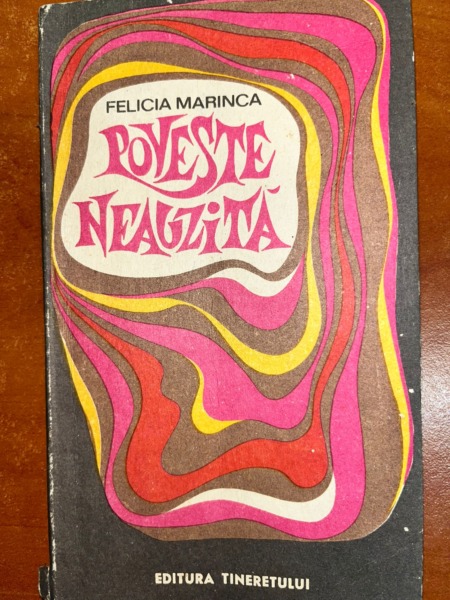 FELICIA MARINCA
POVESTE
NEAUZITĂ
EDITURA TINERETULUI